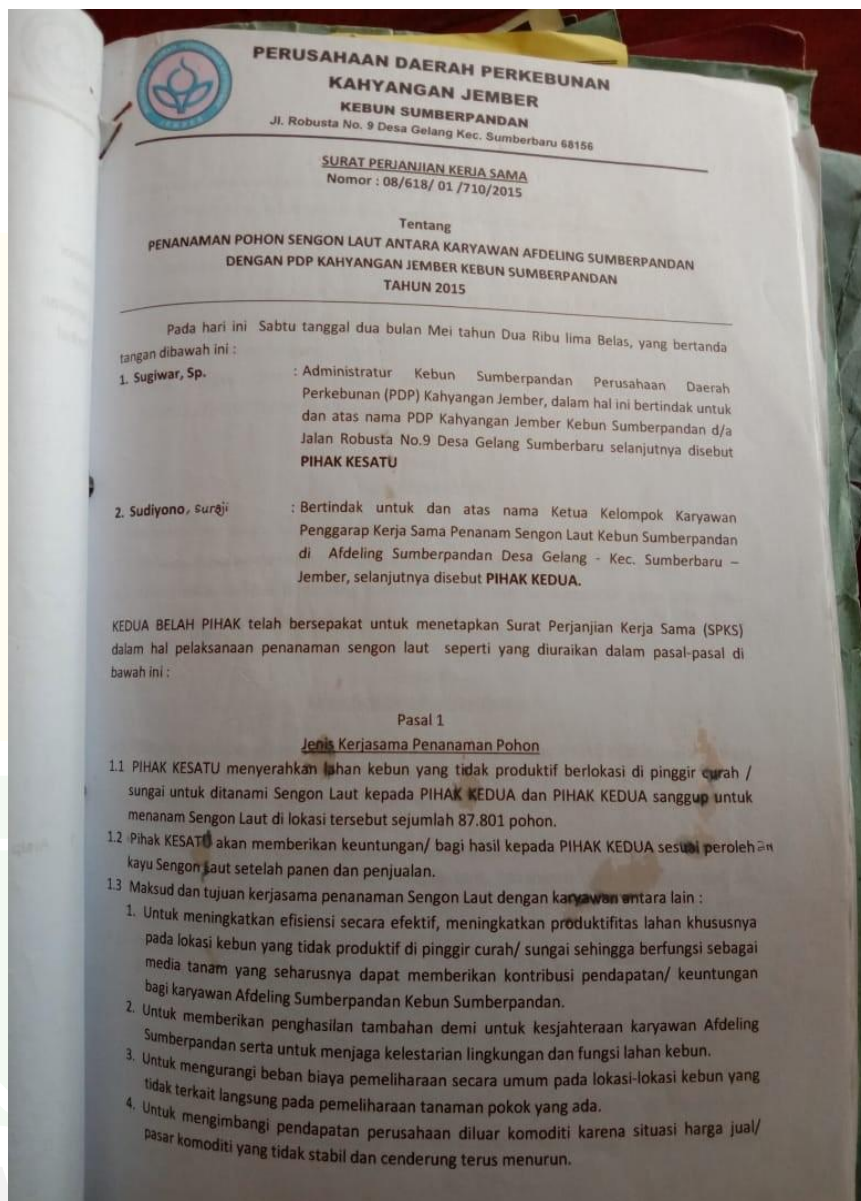 PERUSAHAAN DAERAH PERKEBUNAN
KAHYANGAN JEMBER
KEBUN SUMBERPANDAN
Jl. Robusta No. 9 Desa Gelang Kec. Sumberbaru 68156
JEMBER
SURAT PERJANJIAN KERJA SAMA
Nomor : 08/618/ 01 /710/2015
Tentang
PENANAMAN POHON SENGON LAUT ANTARA KARYAWAN AFDELING SUMBERPANDAN
DENGAN PDP KAHYANGAN JEMBER KEBUN SUMBERPANDAN
TAHUN 2015
Pada hari ini Sabtu tanggal dua bulan Mei tahun Dua Ribu lima Belas, yang bertanda
tangan dibawah ini :
1. Sugiwar, Sp. : Administratur Kebun Sumberpandan Perusahaan Daerah
Perkebunan (PDP) Kahyangan Jember, dalam hal ini bertindak untuk
dan atas nama PDP Kahyangan Jember Kebun Sumberpandan d/a
Jalan Robusta No.9 Desa Gelang Sumberbaru selanjutnya disebut
PIHAK KESATU
2. Sudiyono, Suraji : Bertindak untuk dan atas nama Ketua Kelompok Karyawan
Penggarap Kerja Sama Penanam Sengon Laut Kebun Sumberpandan
di Afdeling Sumberpandan Desa Gelang - Kec. Sumberbaru –
Jember, selanjutnya disebut PIHAK KEDUA.
KEDUA BELAH PIHAK telah bersepakat untuk menetapkan Surat Perjanjian Kerja Sama (SPKS)
dalam hal pelaksanaan penanaman sengon laut seperti yang diuraikan dalam pasal-pasal di
bawah ini :
Pasal 1
Jenis Kerjasama Penanaman Pohon
1.1 PIHAK KESATU menyerahkan lahan kebun yang tidak produktif berlokasi di pinggir curah /
sungai untuk ditanami Sengon Laut kepada PIHAK KEDUA dan PIHAK KEDUA sanggup untuk
menanam Sengon Laut di lokasi tersebut sejumlah 87.801 pohon.
1.2 Pihak KESATU akan memberikan keuntungan/ bagi hasil kepada PIHAK KEDUA sesuai perolehan
kayu Sengon Laut setelah panen dan penjualan.
1.3 Maksud dan tujuan kerjasama penanaman Sengon Laut dengan karyawan antara lain :
1. Untuk meningkatkan efisiensi secara efektif, meningkatkan produktifitas lahan khususnya
pada lokasi kebun yang tidak produktif di pinggir curah/ sungai sehingga berfungsi sebagai
media tanam yang seharusnya dapat memberikan kontribusi pendapatan/ keuntungan
bagi karyawan Afdeling Sumberpandan Kebun Sumberpandan.
2. Untuk memberikan penghasilan tambahan demi untuk kesjahteraan karyawan Afdeling
Sumberpandan serta untuk menjaga kelestarian lingkungan dan fungsi lahan kebun.
3. Untuk mengurangi beban biaya pemeliharaan secara umum pada lokasi-lokasi kebun yang
tidak terkait langsung pada pemeliharaan tanaman pokok yang ada.
4. Untuk mengimbangi pendapatan perusahaan diluar komoditi karena situasi harga jual/
pasar komoditi yang tidak stabil dan cenderung terus menurun.